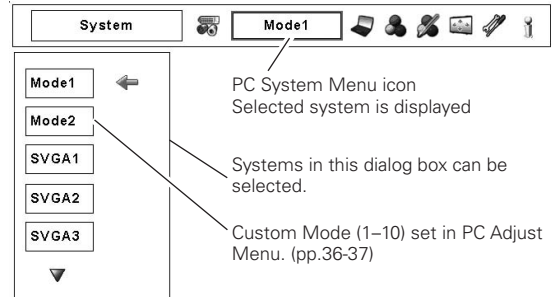 System Mode1
Mode1
Mode2
SVGA1
SVGA2
SVGA3
PC System Menu icon
Selected system is displayed
Systems in this dialog box can be
selected.
Custom Mode (1–10) set in PC Adjust
Menu. (pp.36-37)